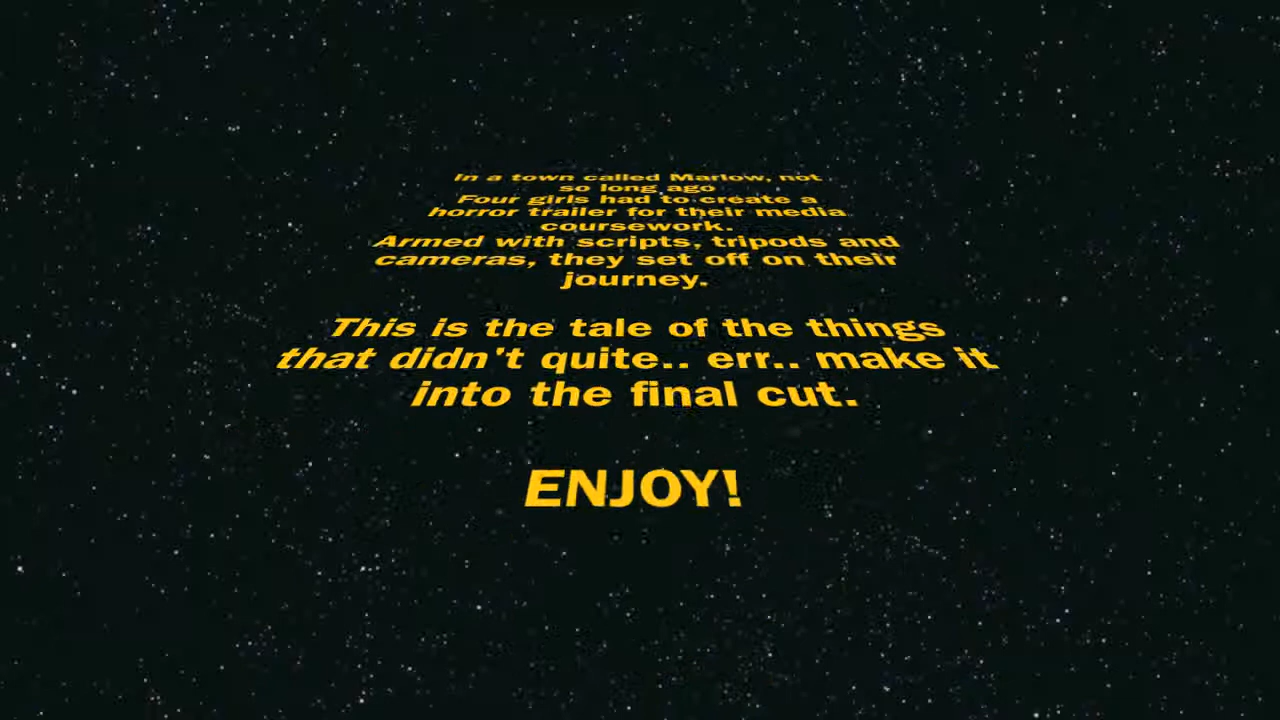 In a town called Marlow, not
so long ago
Four girls had to create a
horror trailer for their media
coursework.
Armed with scripts, tripods and
cameras, they set off on their
journey.
This is the tale of the things
that didn't quite.. err.. make it
into the final cut.
ENJOY!